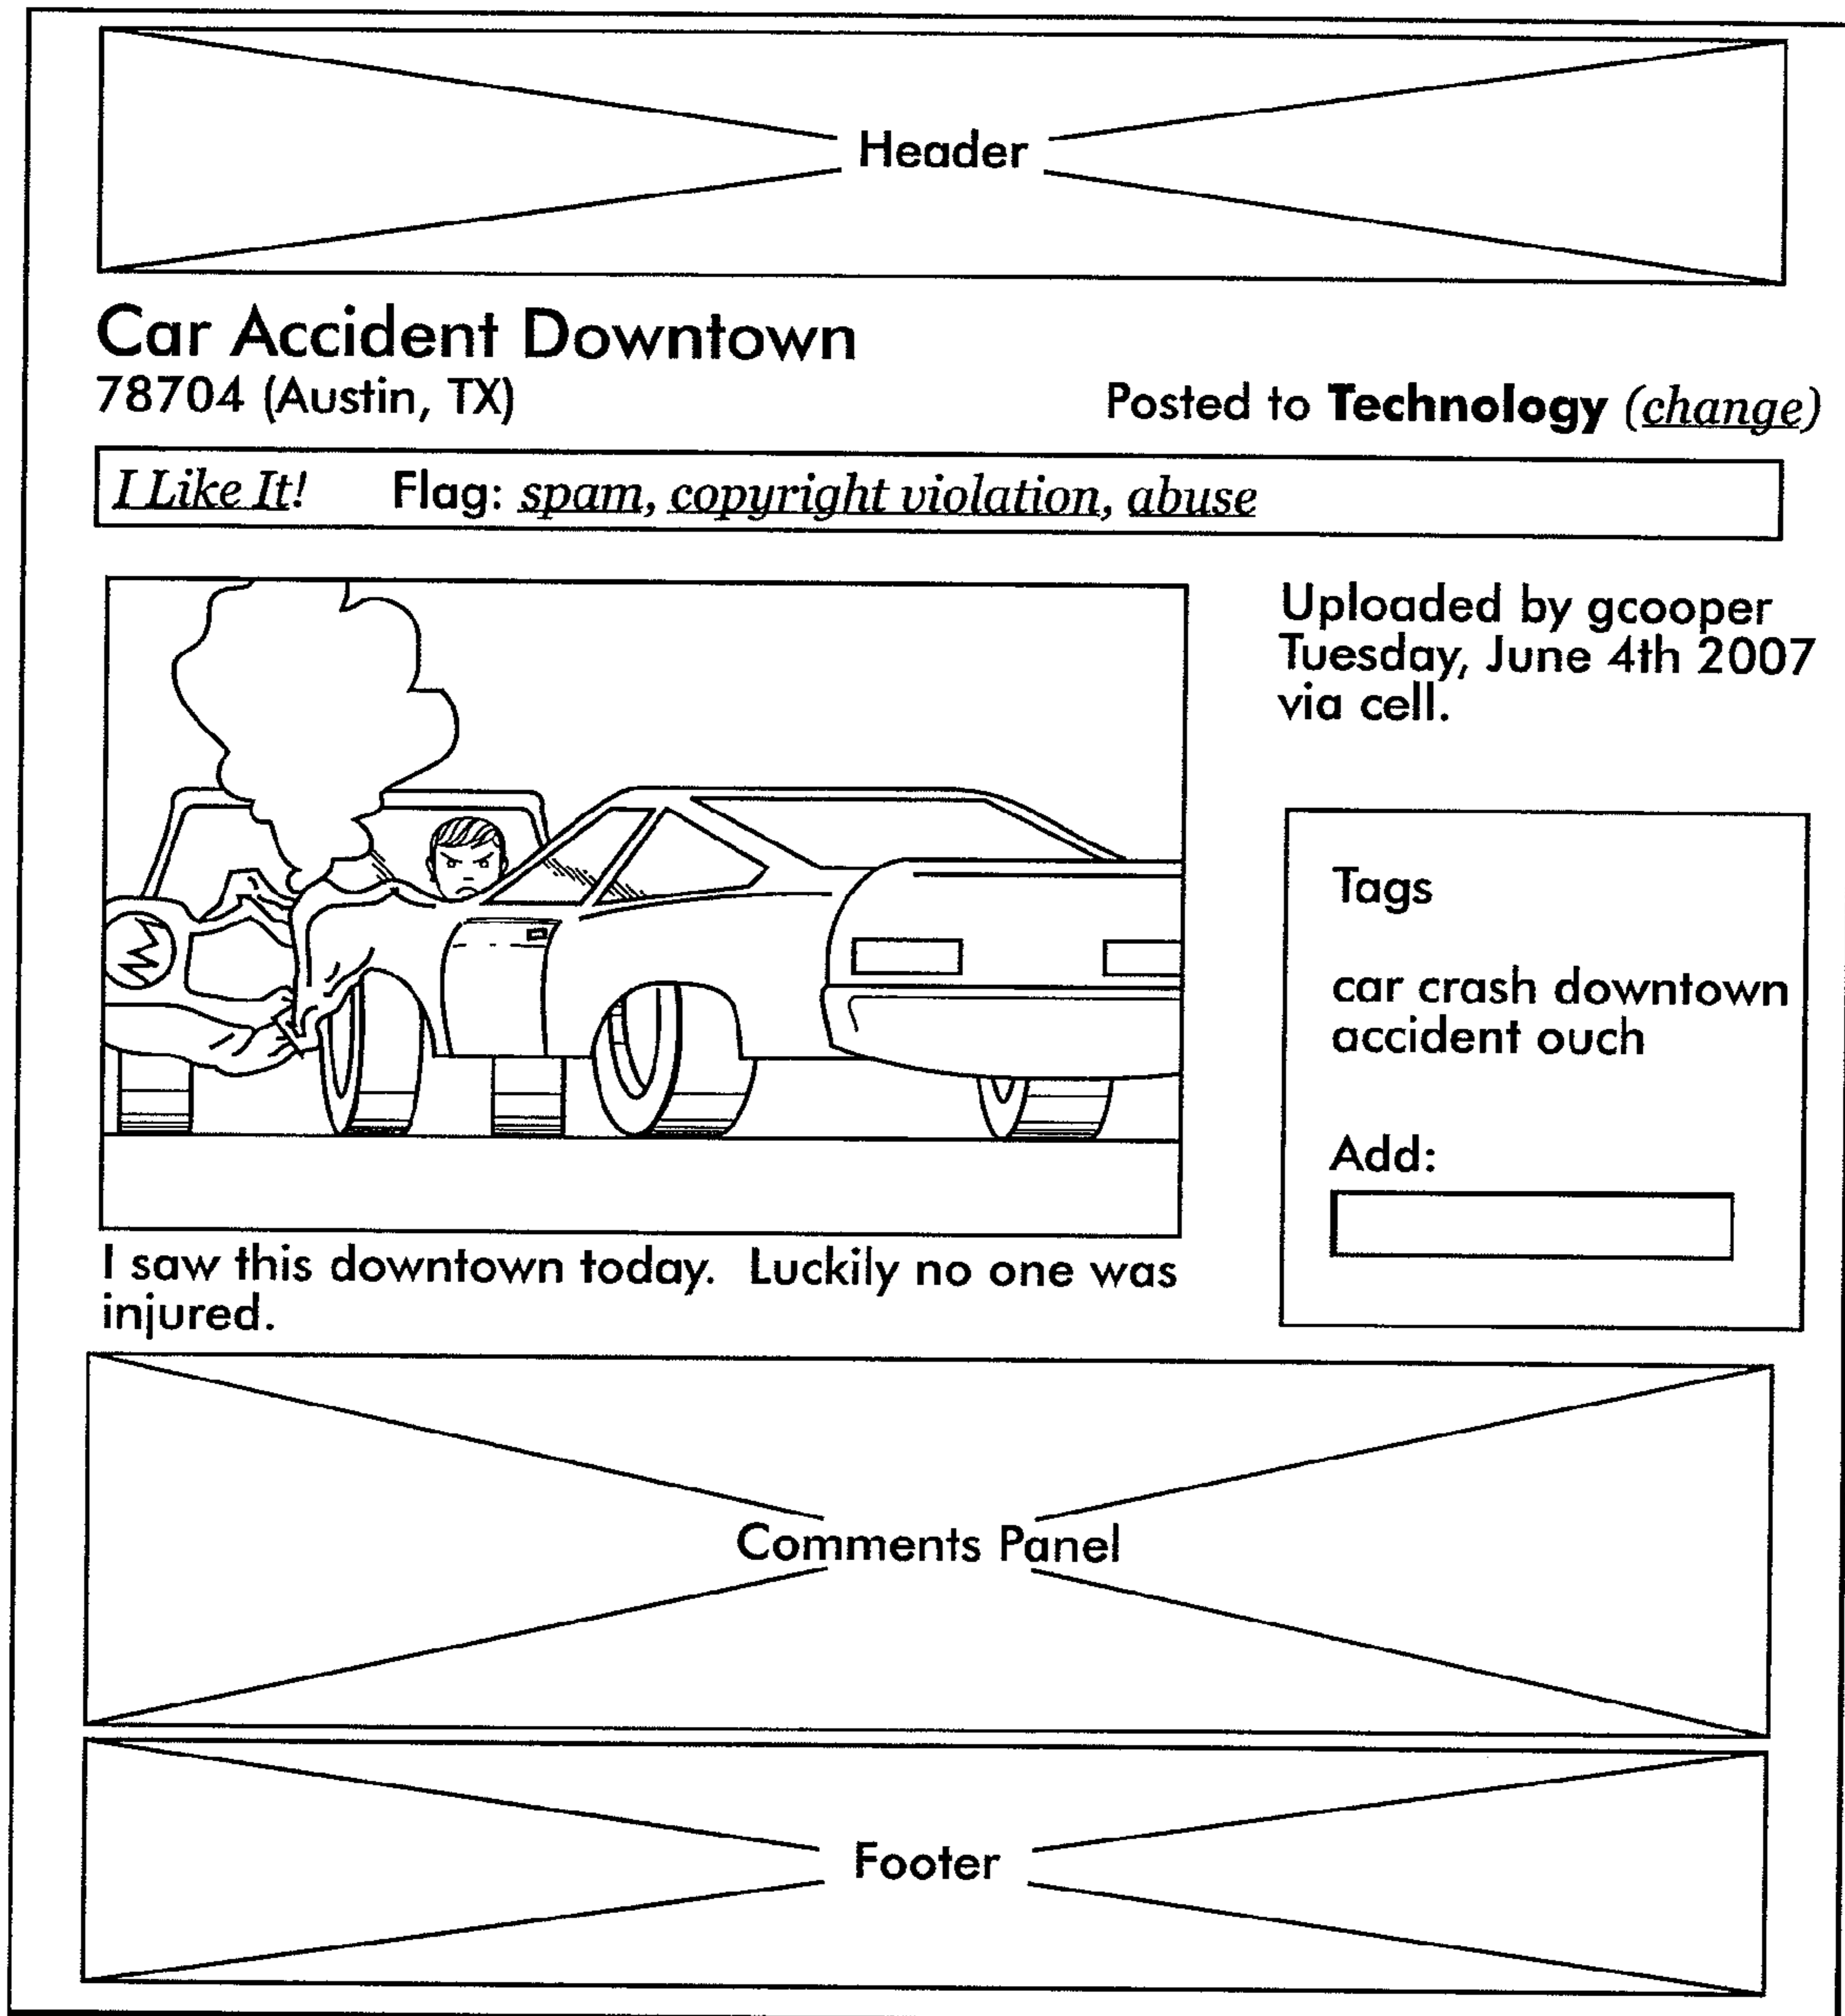 Header
Car Accident Downtown
78704 (Austin, TX)
Posted to Technology (change)
I Like It! Flag: spam, copyright violation, abuse
Uploaded by gcooper
Tuesday, June 4th 2007
via cell.
Tags
car crash downtown
accident ouch
Add:
I saw this downtown today. Luckily no one was
injured.
Comments Panel
Footer